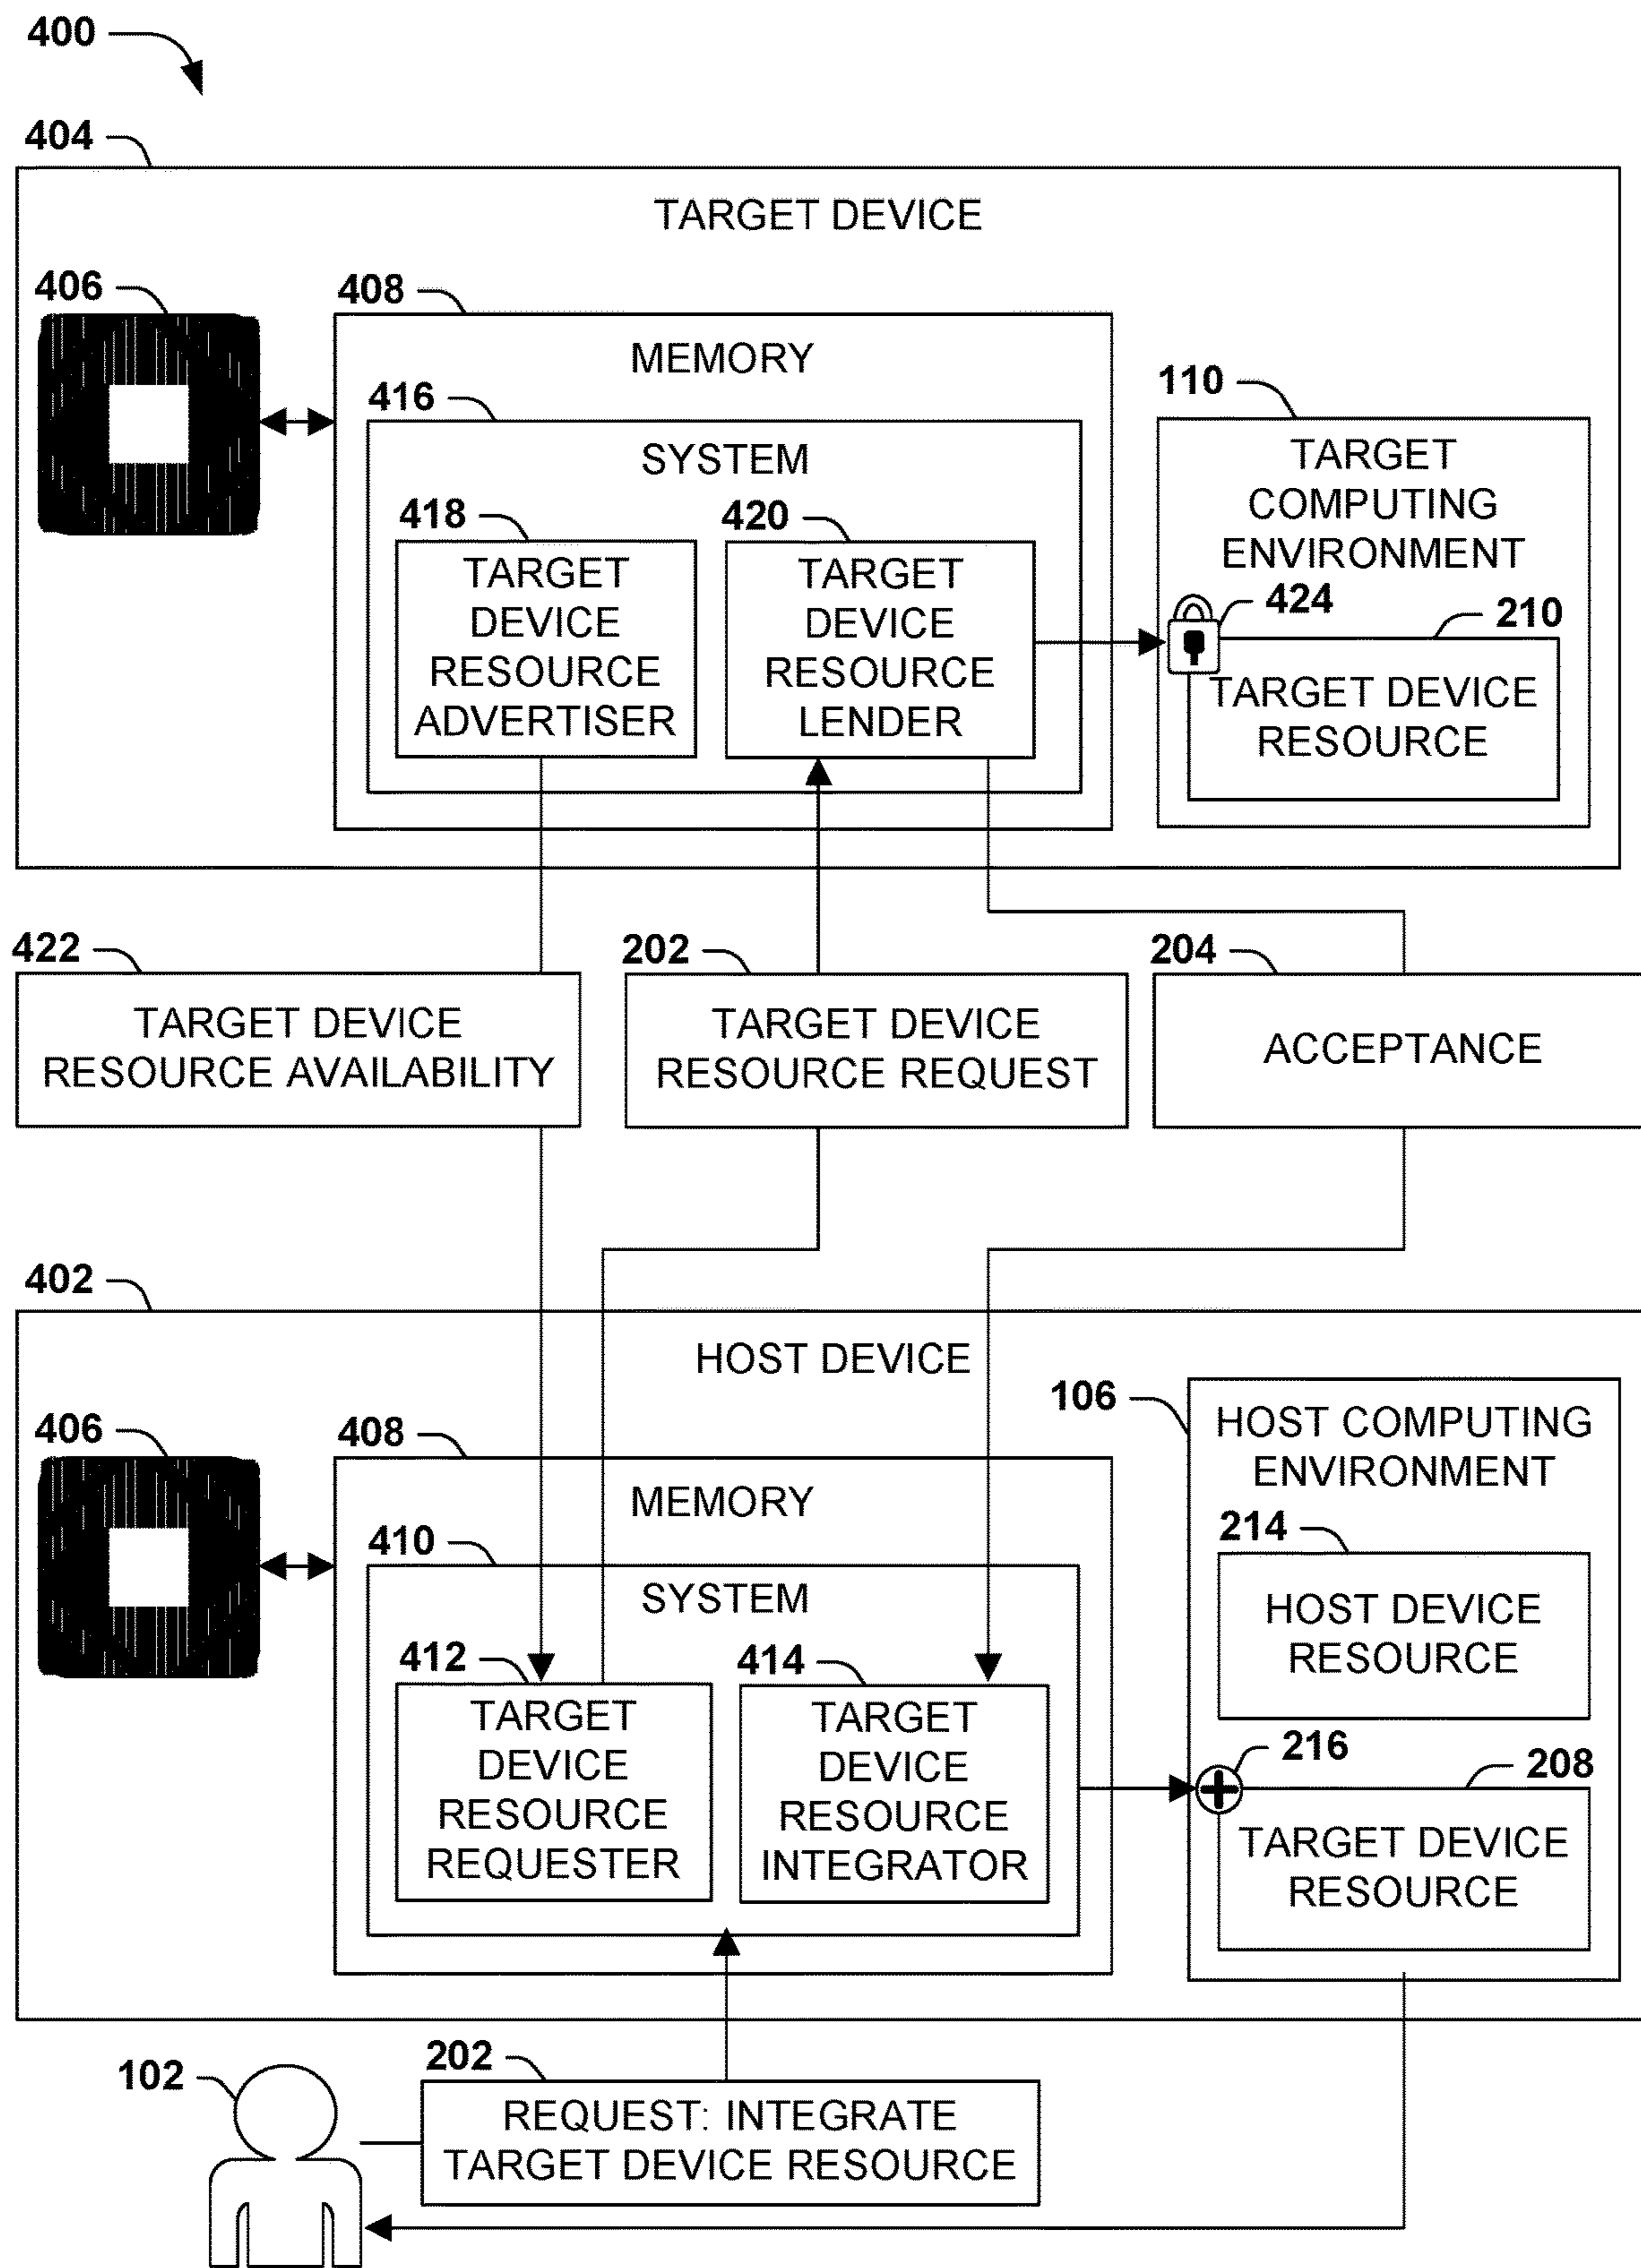 400
404
TARGET DEVICE
406
408
MEMORY
110
416
SYSTEM
TARGET
COMPUTING
ENVIRONMENT
418
420
TARGET
DEVICE
RESOURCE
ADVERTISER
TARGET
DEVICE
RESOURCE
LENDER
424
210
TARGET DEVICE
RESOURCE
422
202
204
TARGET DEVICE
RESOURCE AVAILABILITY
TARGET DEVICE
RESOURCE REQUEST
ACCEPTANCE
402
HOST DEVICE
106
HOST COMPUTING
ENVIRONMENT
406
408
MEMORY
214
410
SYSTEM
HOST DEVICE
RESOURCE
412
414
TARGET
DEVICE
RESOURCE
REQUESTER
TARGET
DEVICE
RESOURCE
INTEGRATOR
216
208
TARGET DEVICE
RESOURCE
102
202
REQUEST: INTEGRATE
TARGET DEVICE RESOURCE